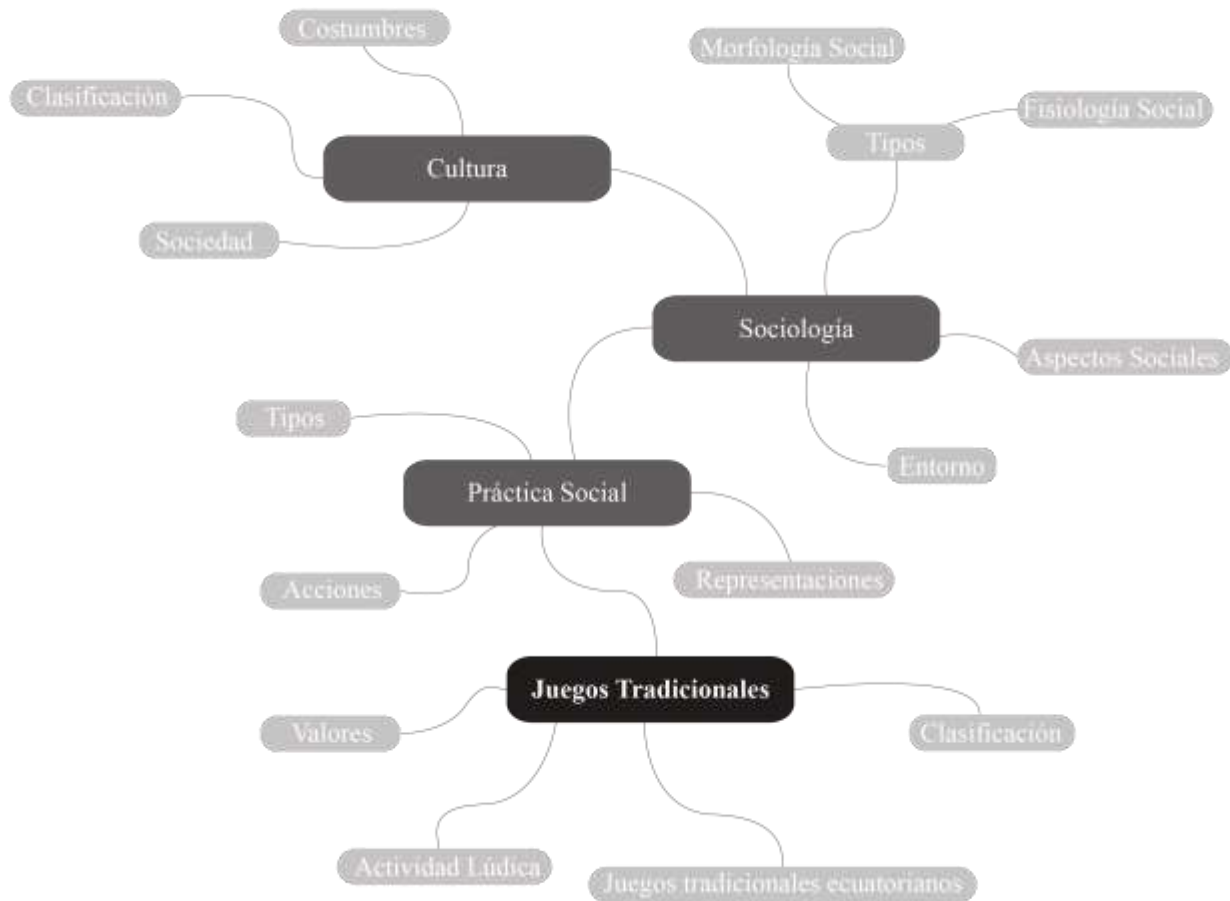 Costumbres
Morfología Social
Clasificación
Fisiología Social
Tipos
Cultura
Sociedad
Sociología
Aspectos Sociales
Tipos
Entorno
Práctica Social
Representaciones
Acciones
Juegos Tradicionales
Valores
Clasificación
Actividad Lúdica
Juegos tradicionales ecuatorianos